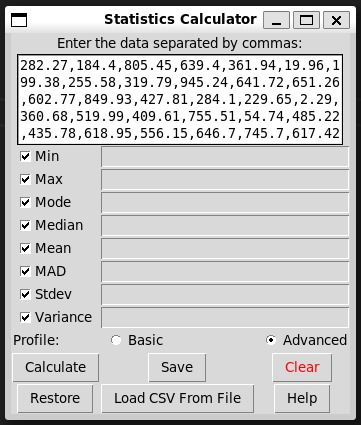 Statistics Calculator
Enter the data separated by commas:
282.27,184.4,805.45,639.4,361.94,19.96,1
99.38,255.58,319.79,945.24,641.72,651.26
,602.77,849.93,427.81,284.1,229.65,2.29,
360.68,519.99,409.61,755.51,54.74,485.22
,435.78,618.95,556.15,646.7,745.7,617.42
Min
Max
Mode
Median
Mean
MAD
Stdev
Variance
Profile: Basic Advanced
Calculate Save Clear
Restore Load CSV From File Help